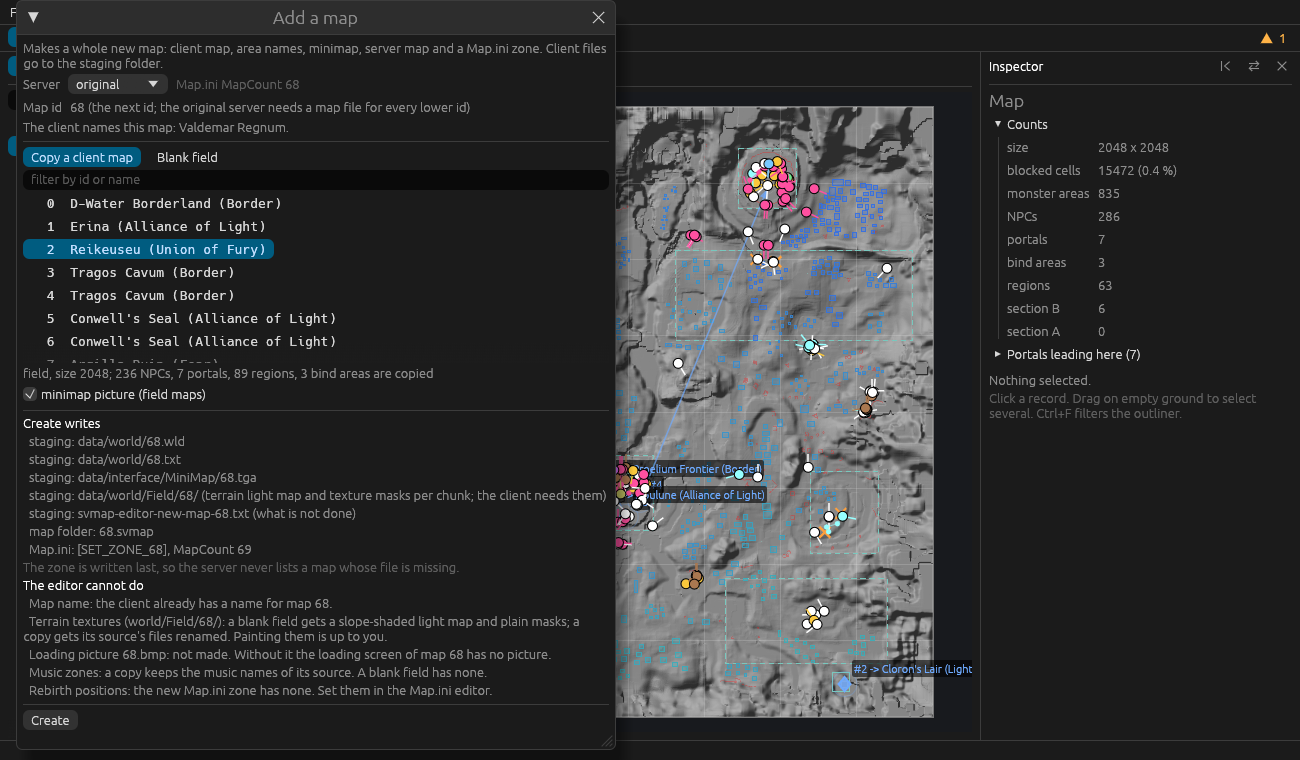 Add a map
Makes a whole new map: client map, area names, minimap, server map and a Map.ini zone. Client files
go to the staging folder.
Server original Map.ini MapCount 68
Map id 68 (the next id; the original server needs a map file for every lower id)
The client names this map: Valdemar Regnum.
Copy a client map Blank field
filter by id or name
0 D-Water Borderland (Border)
1 Erina (Alliance of Light)
2 Reikeuseu (Union of Fury)
3 Tragos Cavum (Border)
4 Tragos Cavum (Border)
5 Conwell's Seal (Alliance of Light)
6 Conwell's Seal (Alliance of Light)
field, size 2048; 236 NPCs, 7 portals, 89 regions, 3 bind areas are copied
minimap picture (field maps)
Create writes
staging: data/world/68.wld
staging: data/world/68.txt
staging: data/interface/MiniMap/68.tga
staging: data/world/Field/68/ (terrain light map and texture masks per chunk; the client needs them)
staging: svmap-editor-new-map-68.txt (what is not done)
map folder: 68.svmap
Map.ini: [SET_ZONE_68], MapCount 69
The zone is written last, so the server never lists a map whose file is missing.
The editor cannot do
Map name: the client already has a name for map 68.
Terrain textures (world/Field/68/): a blank field gets a slope-shaded light map and plain masks; a
copy gets its source's files renamed. Painting them is up to you.
Loading picture 68.bmp: not made. Without it the loading screen of map 68 has no picture.
Music zones: a copy keeps the music names of its source. A blank field has none.
Rebirth positions: the new Map.ini zone has none. Set them in the Map.ini editor.
Create
Frontier (Border)
(Alliance of Light)
#2 -> Cloron's Lair (Light
1
Inspector
Map
Counts
size 2048 x 2048
blocked cells 15472 (0.4 %)
monster areas 835
NPCs 286
portals 7
bind areas 3
regions 63
section B 6
section A 0
Portals leading here (7)
Nothing selected.
Click a record. Drag on empty ground to select
several. Ctrl+F filters the outliner.